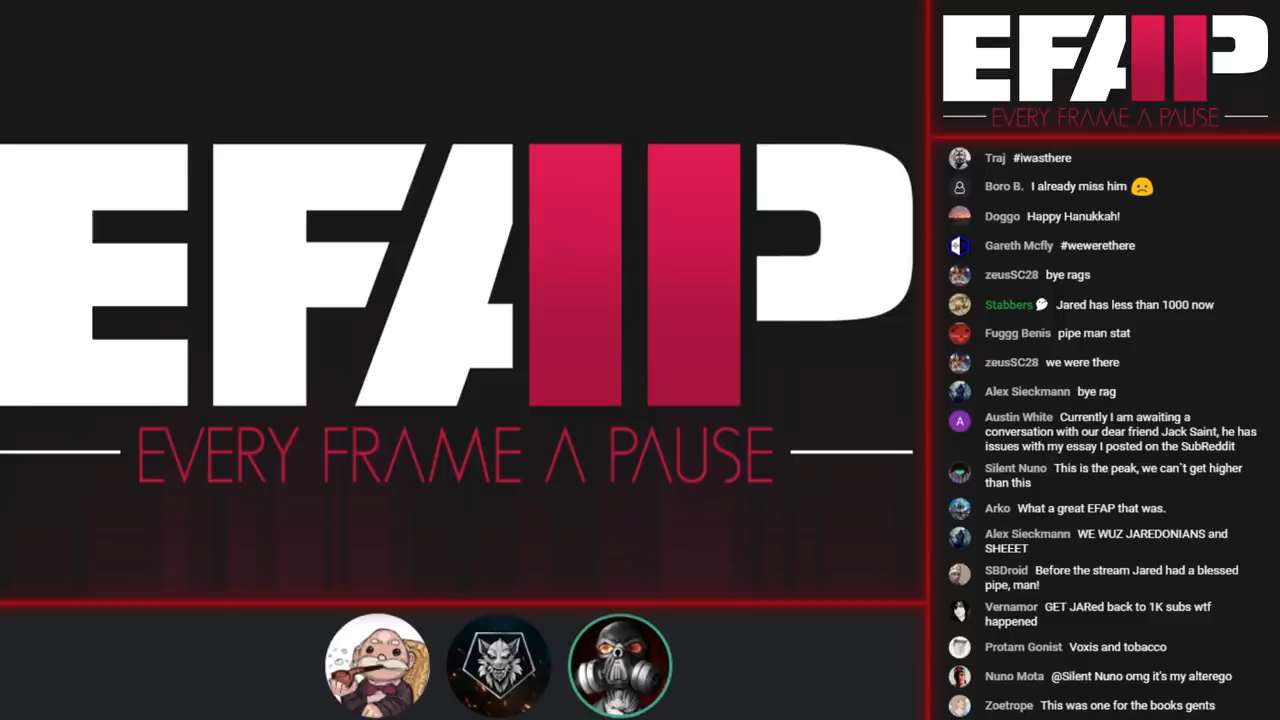 EFAP
EVERY FRAME A PAUSE
EFAP
EVERY FRAME A PAUSE
Traj #iwasthere
Boro B. I already miss him
Doggo Happy Hanukkah!
Gareth Mcfly #wewerethere
zeusSC28 bye rags
Stabbers Jared has less than 1000 now
Fuggg Benis pipe man stat
zeusSC28 we were there
Alex Sieckmann bye rag
A
Austin White Currently I am awaiting a
conversation with our dear friend Jack Saint, he has
issues with my essay I posted on the SubReddit
Silent Nuno This is the peak, we can`t get higher
than this
Arko What a great EFAP that was.
Alex Sieckmann WE WUZ JAREDONIANS and
SHEEET
SBDroid Before the stream Jared had a blessed
pipe, man!
Vernamor GET JARed back to 1K subs wtf
happened
Protarn Gonist Voxis and tobacco
Nuno Mota @Silent Nuno omg it's my alterego
Zoetrope This was one for the books gents